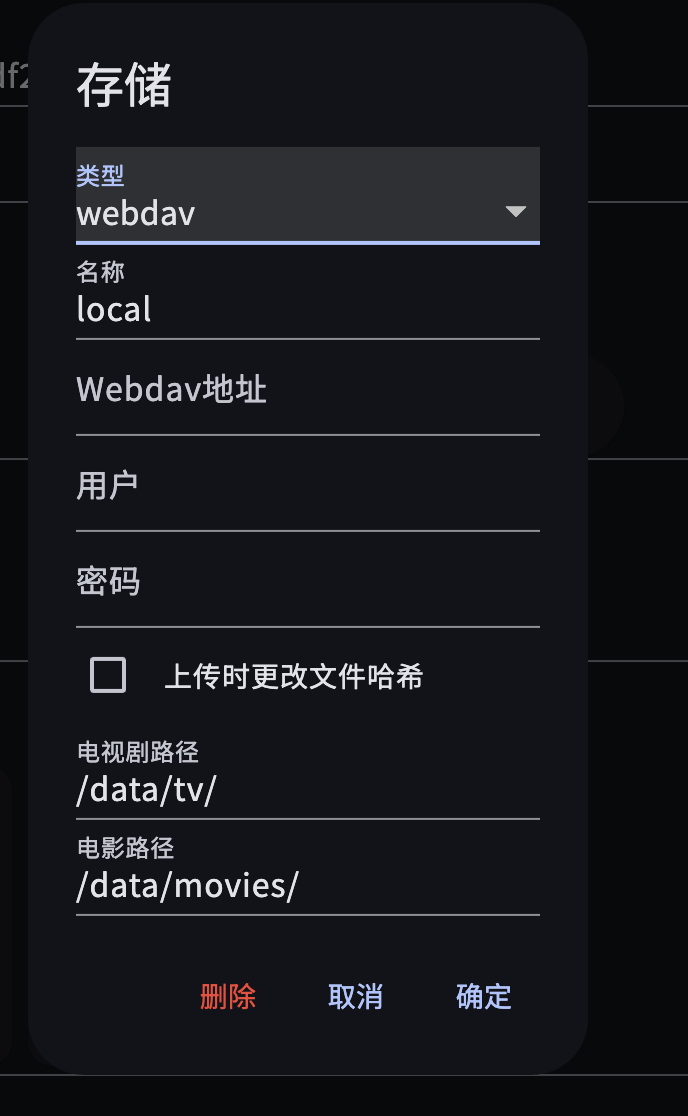 存储
类型
webdav
名称
local
Webdav地址
用户
密码
上传时更改文件哈希
电视剧路径
/data/tv/
电影路径
/data/movies/
删除 取消 确定